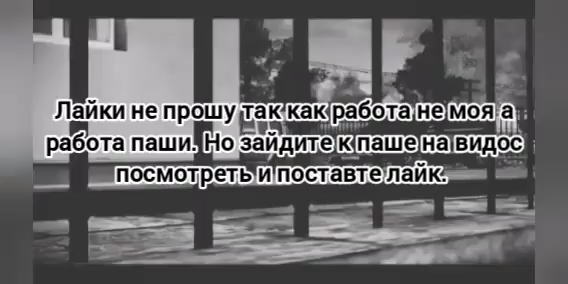 Лайки не прошу так как работа не моя а
работа паши. Но зайдите к паше на видос
посмотреть и поставте лайк.